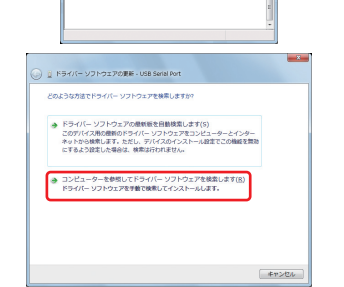 ドライバー ソフトウェアの更新 - USB Serial Port
どのような方法でドライバー ソフトウェアを検索しますか?
ドライバー ソフトウェアの最新版を自動検索します(S)
このデバイス用の最新のドライバー ソフトウェアをコンピューターとインター
ネットから検索します。ただし、デバイスのインストール設定でこの機能を無効
にするよう設定した場合は、検索は行われません。
コンピューターを参照してドライバー ソフトウェアを検索します(R)
ドライバー ソフトウェアを手動で検索してインストールします。
キャンセル